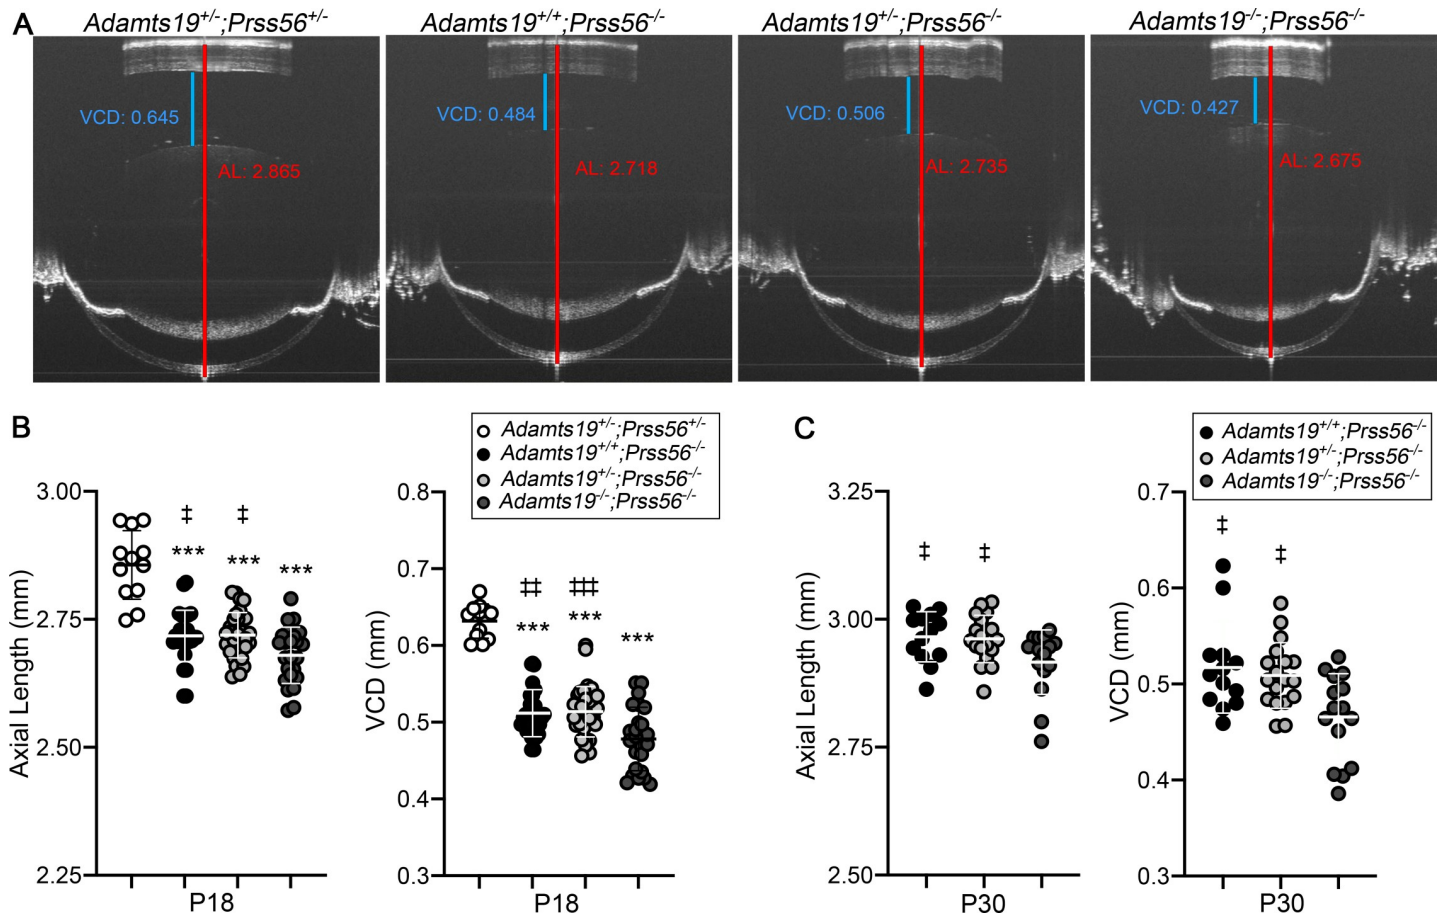 A
Adamts19+/-;Prss56+/-
Adamts19+/+;Prss56-/-
Adamts19+/-;Prss56-/-
Adamts19-/-;Prss56-/-
VCD: 0.645
AL: 2.865
VCD: 0.484
AL: 2.718
VCD: 0.506
AL: 2.735
VCD: 0.427
AL: 2.675
B
Adamts19+/-;Prss56+/-
Adamts19+/+;Prss56-/-
Adamts19+/-;Prss56-/-
Adamts19-/-;Prss56-/-
Axial Length (mm)
3.00
2.75
2.50
2.25
‡
***
‡
***
***
P18
VCD (mm)
0.8
0.7
0.6
0.5
0.4
0.3
‡‡
***
‡‡‡
***
***
P18
C
Adamts19+/+;Prss56-/-
Adamts19+/-;Prss56-/-
Adamts19-/-;Prss56-/-
Axial Length (mm)
3.25
3.00
2.75
2.50
‡
‡
P30
VCD (mm)
0.7
0.6
0.5
0.4
0.3
‡
‡
P30